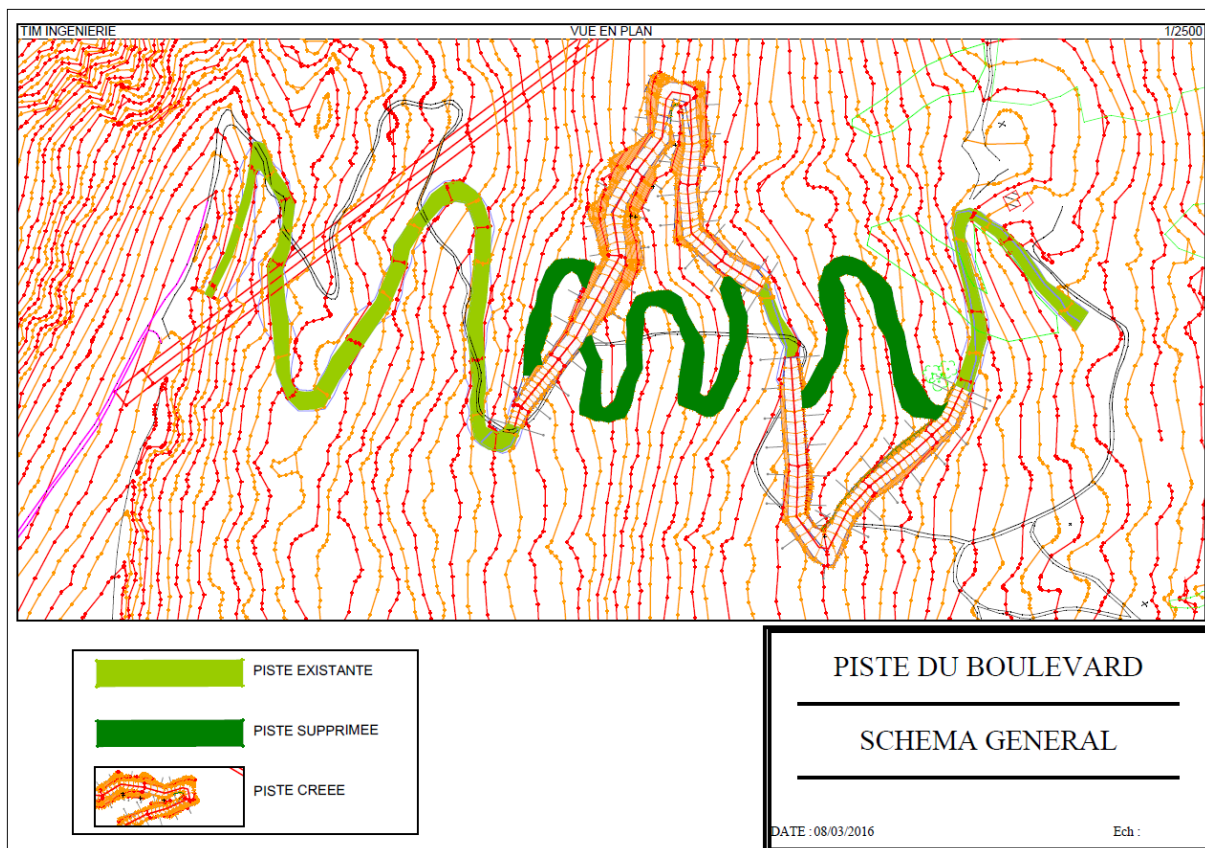 TIM INGENIERIE VUE EN PLAN 1/2500
PISTE EXISTANTE
PISTE SUPPRIMEE
PISTE CREEE
PISTE DU BOULEVARD
SCHEMA GENERAL
DATE : 08/03/2016 Ech :